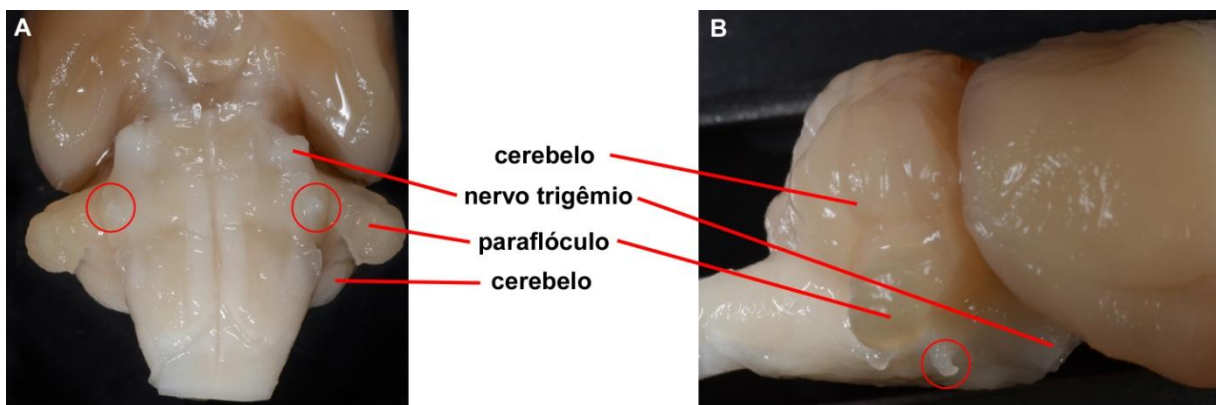 A
B
cerebelo
nervo trigêmio
paraflóculo
cerebelo